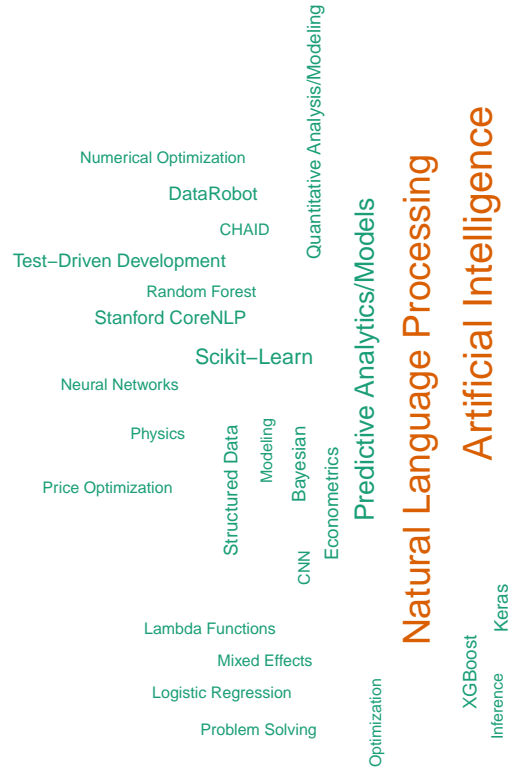 Quantitative Analysis/Modeling
Artificial Intelligence
Numerical Optimization
Natural Language Processing
DataRobot
Predictive Analytics/Models
CHAID
Test−Driven Development
Random Forest
Stanford CoreNLP
Scikit−Learn
Neural Networks
Physics
Structured Data
Modeling
Bayesian
Econometrics
Price Optimization
CNN
Keras
Lambda Functions
XGBoost
Mixed Effects
Inference
Logistic Regression
Optimization
Problem Solving